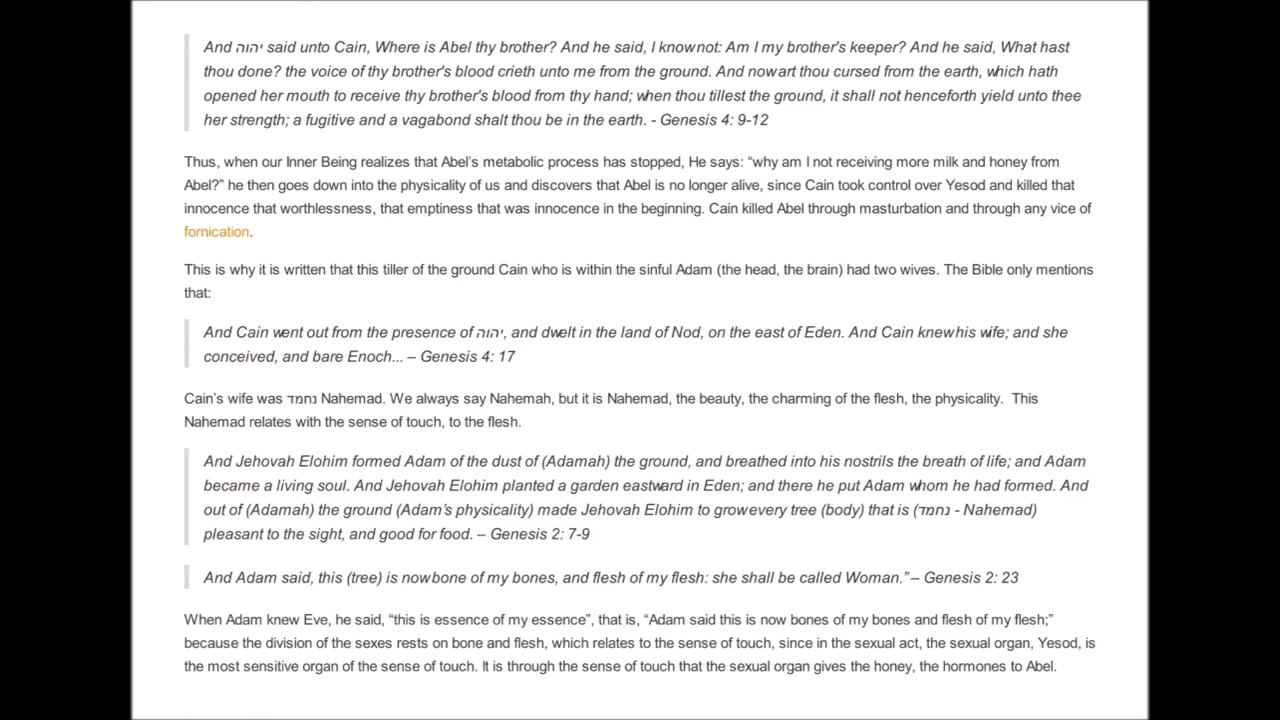 And יהוה said unto Cain, Where is Abel thy brother? And he said, I know not: Am I my brother's keeper? And he said, What hast
thou done? the voice of thy brother's blood crieth unto me from the ground. And now art thou cursed from the earth, which hath
opened her mouth to receive thy brother's blood from thy hand; when thou tillest the ground, it shall not henceforth yield unto thee
her strength; a fugitive and a vagabond shalt thou be in the earth. - Genesis 4: 9-12
Thus, when our Inner Being realizes that Abel’s metabolic process has stopped, He says: “why am I not receiving more milk and honey from
Abel?” he then goes down into the physicality of us and discovers that Abel is no longer alive, since Cain took control over Yesod and killed that
innocence that worthlessness, that emptiness that was innocence in the beginning. Cain killed Abel through masturbation and through any vice of
fornication.
This is why it is written that this tiller of the ground Cain who is within the sinful Adam (the head, the brain) had two wives. The Bible only mentions
that:
And Cain went out from the presence of יהוה, and dwelt in the land of Nod, on the east of Eden. And Cain knew his wife; and she
conceived, and bare Enoch... – Genesis 4: 17
Cain’s wife was נחמד Nahemad. We always say Nahemah, but it is Nahemad, the beauty, the charming of the flesh, the physicality. This
Nahemad relates with the sense of touch, to the flesh.
And Jehovah Elohim formed Adam of the dust of (Adamah) the ground, and breathed into his nostrils the breath of life; and Adam
became a living soul. And Jehovah Elohim planted a garden eastward in Eden; and there he put Adam whom he had formed. And
out of (Adamah) the ground (Adam’s physicality) made Jehovah Elohim to grow every tree (body) that is (נחמד - Nahemad)
pleasant to the sight, and good for food. – Genesis 2: 7-9
And Adam said, this (tree) is now bone of my bones, and flesh of my flesh: she shall be called Woman.” – Genesis 2: 23
When Adam knew Eve, he said, “this is essence of my essence”, that is, “Adam said this is now bones of my bones and flesh of my flesh;”
because the division of the sexes rests on bone and flesh, which relates to the sense of touch, since in the sexual act, the sexual organ, Yesod, is
the most sensitive organ of the sense of touch. It is through the sense of touch that the sexual organ gives the honey, the hormones to Abel.